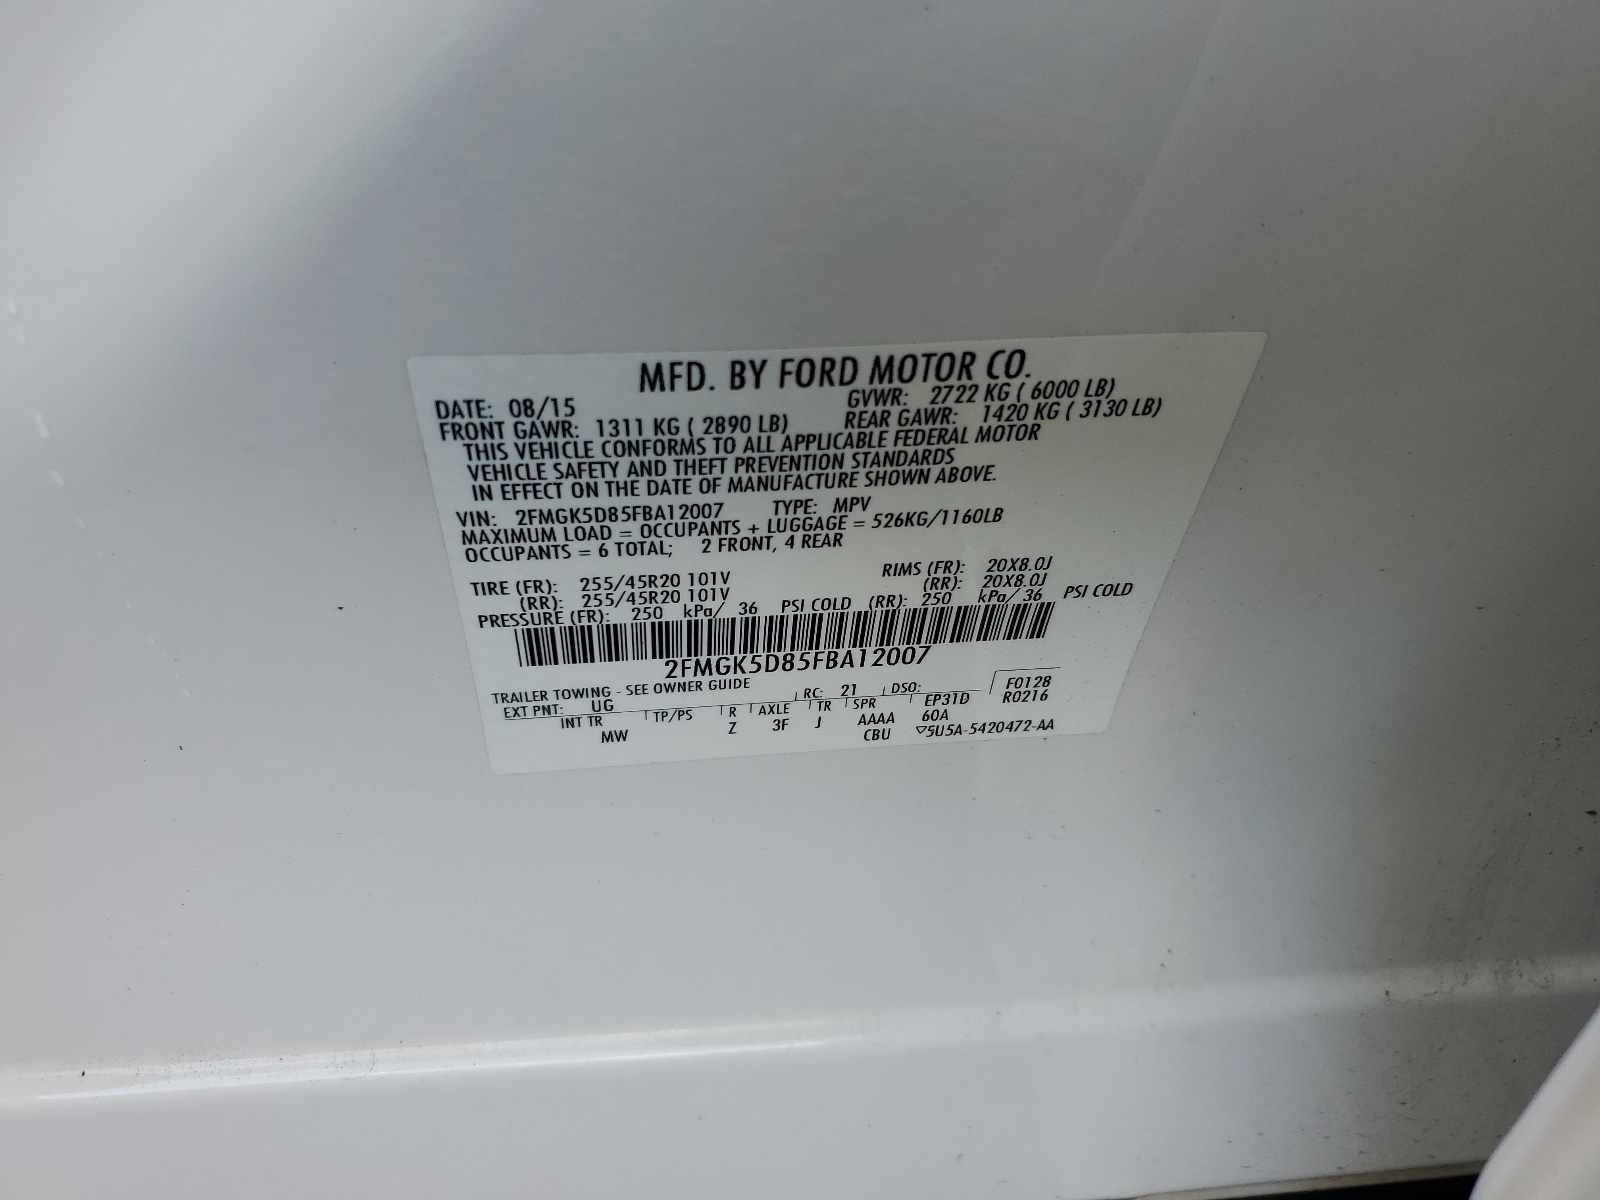 MFD. BY FORD MOTOR CO.
DATE: 08/15 GVWR: 2722 KG ( 6000 LB)
FRONT GAWR: 1311 KG ( 2890 LB) REAR GAWR: 1420 KG ( 3130 LB)
THIS VEHICLE CONFORMS TO ALL APPLICABLE FEDERAL MOTOR
VEHICLE SAFETY AND THEFT PREVENTION STANDARDS
IN EFFECT ON THE DATE OF MANUFACTURE SHOWN ABOVE.
VIN: 2FMGK5D85FBA12007 TYPE: MPV
MAXIMUM LOAD = OCCUPANTS + LUGGAGE = 526KG/1160LB
OCCUPANTS = 6 TOTAL; 2 FRONT, 4 REAR
TIRE (FR): 255/45R20 101V RIMS (FR): 20X8.0J
(RR): 255/45R20 101V (RR): 20X8.0J
PRESSURE (FR): 250 kPa/ 36 PSI COLD (RR): 250 kPa/ 36 PSI COLD
2FMGK5D85FBA12007
TRAILER TOWING - SEE OWNER GUIDE
EXT PNT: UG RC: 21 DSO: F0128
INT TR TP/PS R AXLE TR SPR EP31D R0216
MW Z 3F J AAAA 60A
CBU ▽5U5A-5420472-AA